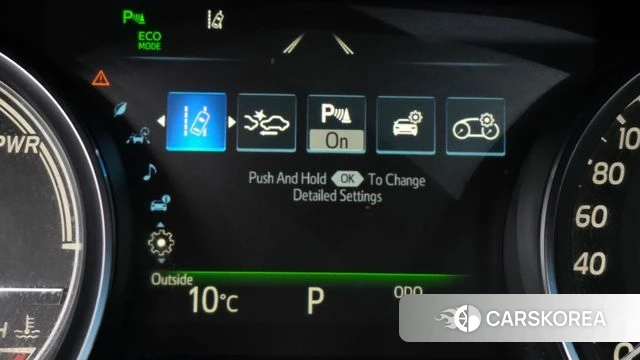 P
ECO
MODE
PWR
P
On
Push And Hold OK To Change
Detailed Settings
Outside
10°C
P
ODO
H
100
80
60
40
0
CARSKOREA